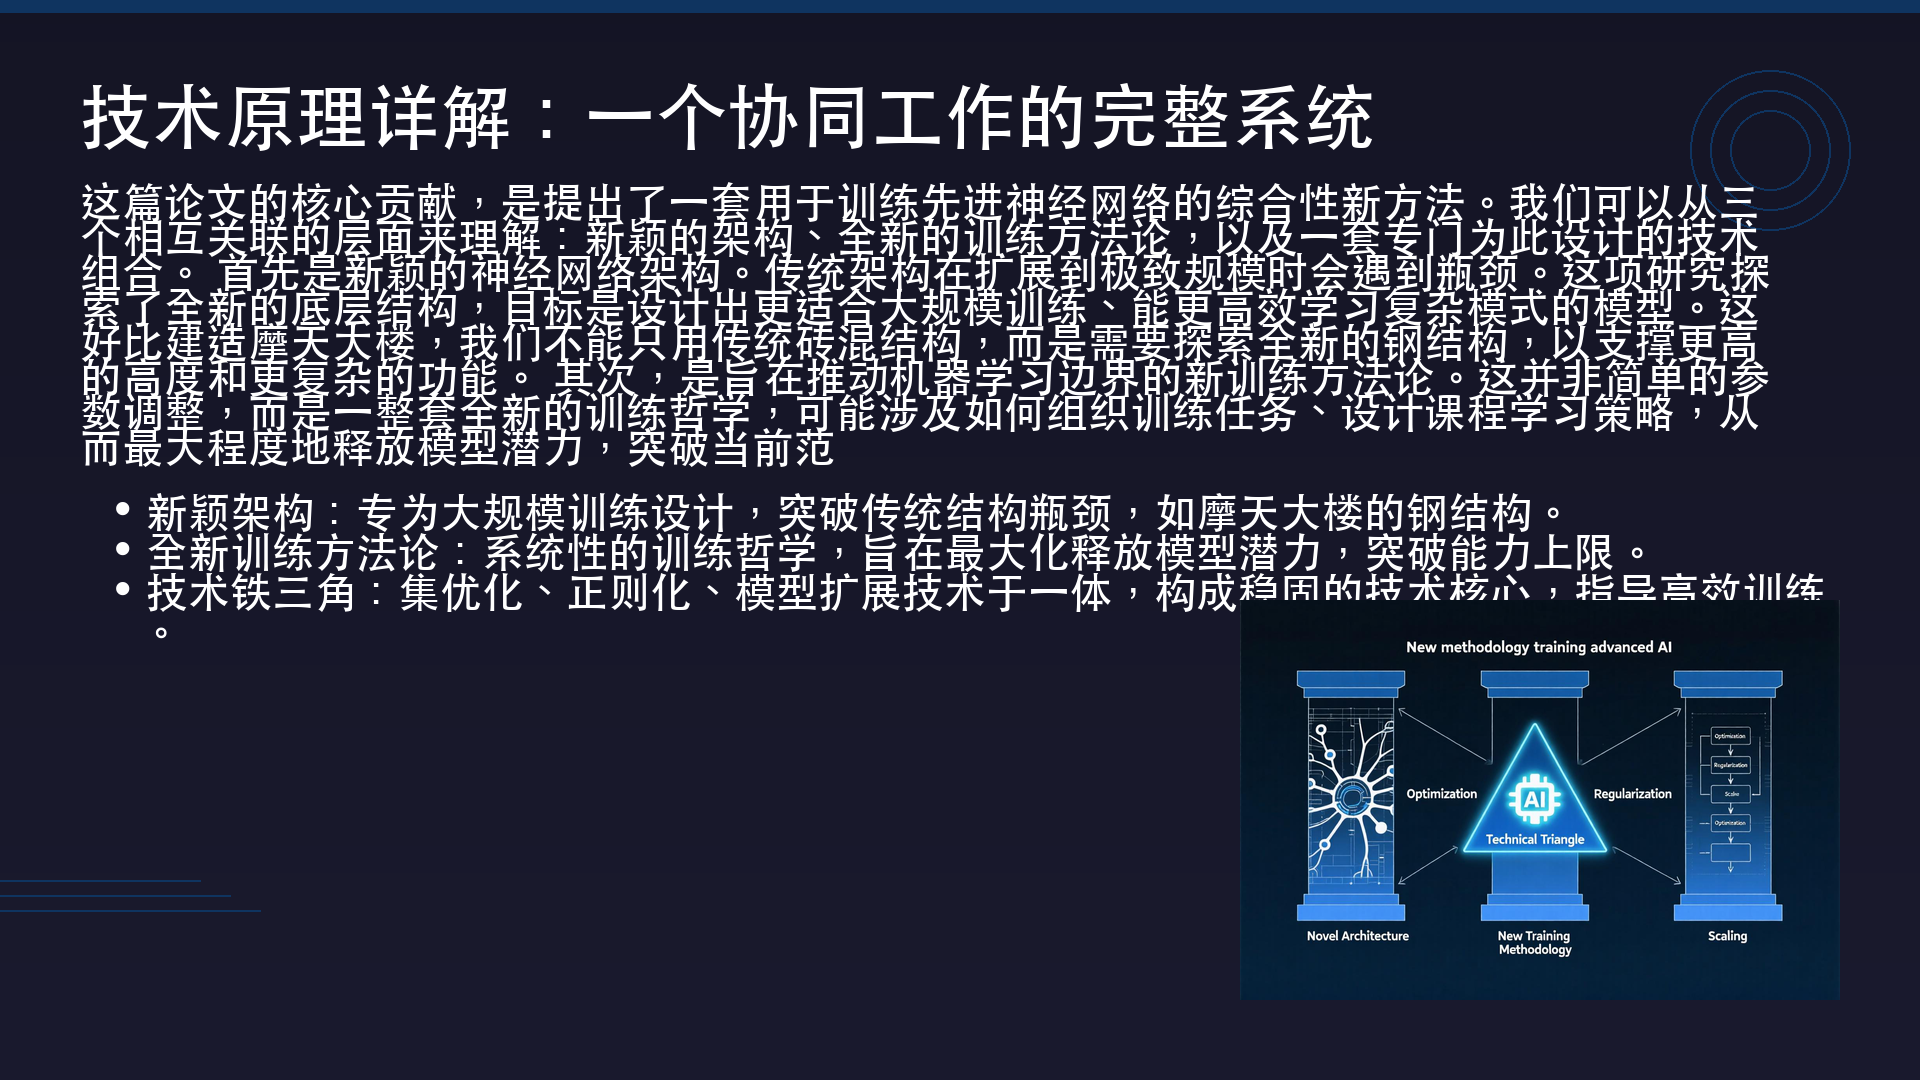 技术原理详解：一个协同工作的完整系统
这篇论文的核心贡献，是提出了一套用于训练先进神经网络的综合性新方法。我们可以从三
个相互关联的层面来理解：新颖的架构、全新的训练方法论，以及一套专门为此设计的技术
组合。 首先是新颖的神经网络架构。传统架构在扩展到极致规模时会遇到瓶颈。这项研究探
索了全新的底层结构，目标是设计出更适合大规模训练、能更高效学习复杂模式的模型。这
好比建造摩天大楼，我们不能只用传统砖混结构，而是需要探索全新的钢结构，以支撑更高
的高度和更复杂的功能。 其次，是旨在推动机器学习边界的新训练方法论。这并非简单的参
数调整，而是一整套全新的训练哲学，可能涉及如何组织训练任务、设计课程学习策略，从
而最大程度地释放模型潜力，突破当前范
• 新颖架构：专为大规模训练设计，突破传统结构瓶颈，如摩天大楼的钢结构。
• 全新训练方法论：系统性的训练哲学，旨在最大化释放模型潜力，突破能力上限。
• 技术铁三角：集优化、正则化、模型扩展技术于一体，构成稳固的技术核心，指导高效训练
。
New methodology training advanced AI
Optimization
Regularization
Scale
Optimization
Optimization
AI
Regularization
Technical Triangle
Novel Architecture
New Training
Methodology
Scaling